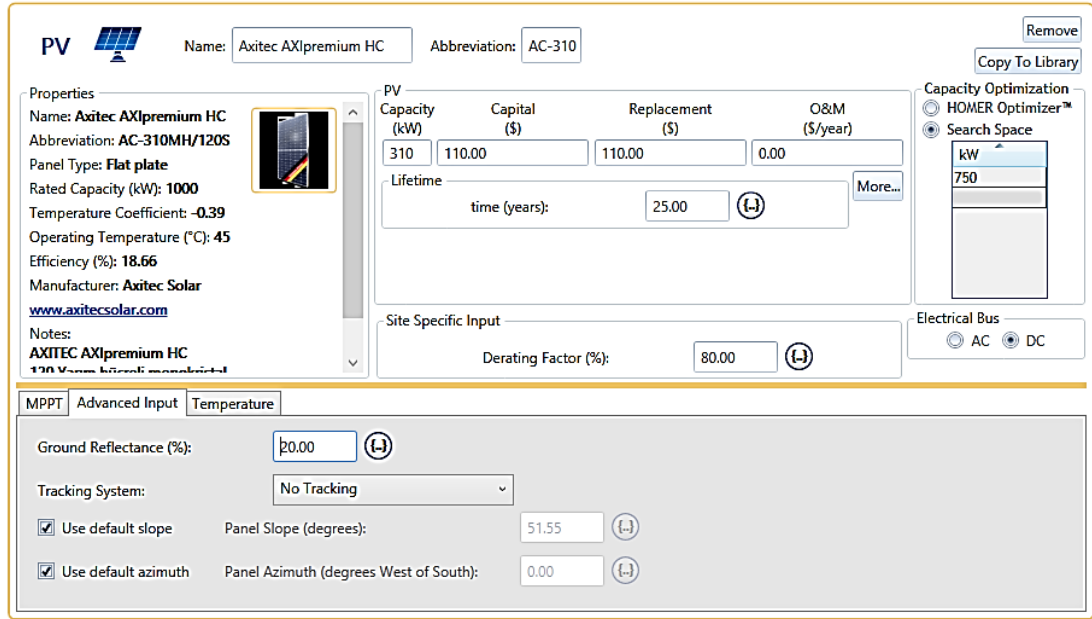 PV
Name: Axitec AXIpremium HC Abbreviation: AC-310
Remove
Copy To Library
Properties
Name: Axitec AXIpremium HC
Abbreviation: AC-310MH/120S
Panel Type: Flat plate
Rated Capacity (kW): 1000
Temperature Coefficient: -0.39
Operating Temperature (°C): 45
Efficiency (%): 18.66
Manufacturer: Axitec Solar
www.axitecsolar.com
Notes:
AXITEC AXIpremium HC
120 Yarım hücreli monokristal
PV
Capacity (kW) Capital ($) Replacement ($) O&M ($/year)
310 110.00 110.00 0.00
Lifetime
time (years): 25.00 {..}
More...
Site Specific Input
Derating Factor (%): 80.00 {..}
Capacity Optimization
HOMER Optimizer™
Search Space
kW
750
Electrical Bus
AC DC
MPPT Advanced Input Temperature
Ground Reflectance (%): 20.00 {..}
Tracking System: No Tracking
Use default slope Panel Slope (degrees): 51.55 {..}
Use default azimuth Panel Azimuth (degrees West of South): 0.00 {..}